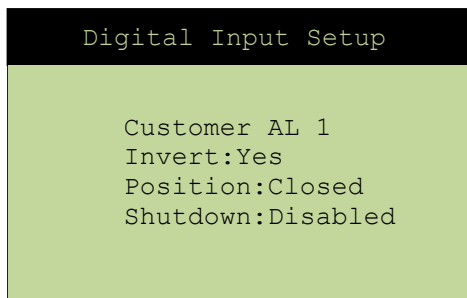 Digital Input Setup
Customer AL 1
Invert:Yes
Position:Closed
Shutdown:Disabled